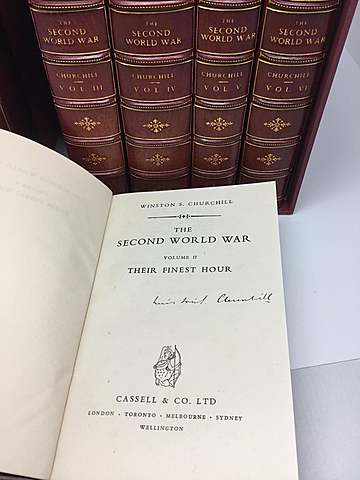 THE
SECOND
WORLD WAR
CHURCHILL
VOL III
THE
SECOND
WORLD WAR
CHURCHILL
VOL IV
THE
SECOND
WORLD WAR
CHURCHILL
VOL V
THE
SECOND
WORLD WAR
CHURCHILL
VOL VI
WINSTON S. CHURCHILL
THE
SECOND WORLD WAR
VOLUME II
THEIR FINEST HOUR
Churchill
CASSELL & CO. LTD
LONDON · TORONTO · MELBOURNE · SYDNEY
WELLINGTON